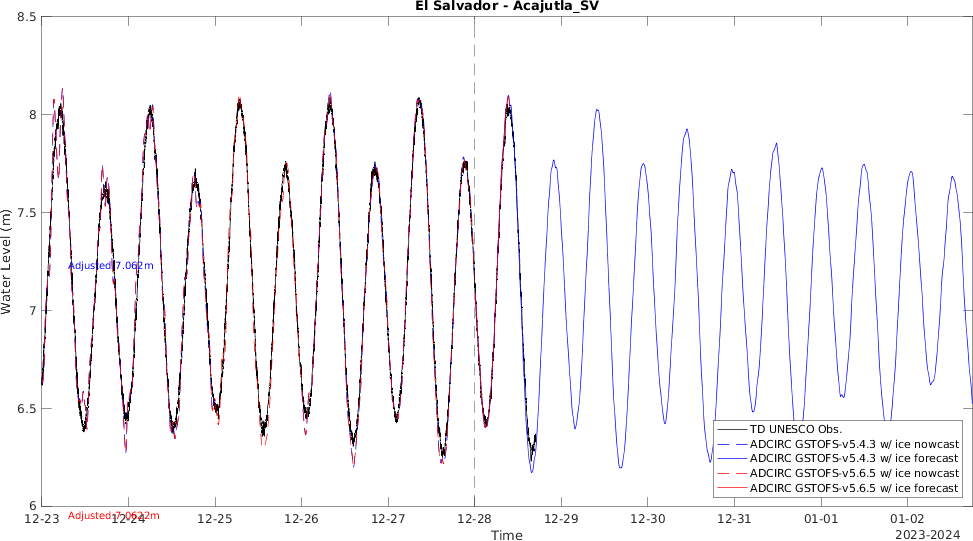 El Salvador - Acajutla_SV
8.5
8
7.5
7
6.5
6
Water Level (m)
Adjusted:7.062m
Adjusted:7.0622m
12-23
12-24
12-25
12-26
12-27
12-28
12-29
12-30
12-31
01-01
01-02
Time
2023-2024
TD UNESCO Obs.
ADCIRC GSTOFS-v5.4.3 w/ ice nowcast
ADCIRC GSTOFS-v5.4.3 w/ ice forecast
ADCIRC GSTOFS-v5.6.5 w/ ice nowcast
ADCIRC GSTOFS-v5.6.5 w/ ice forecast